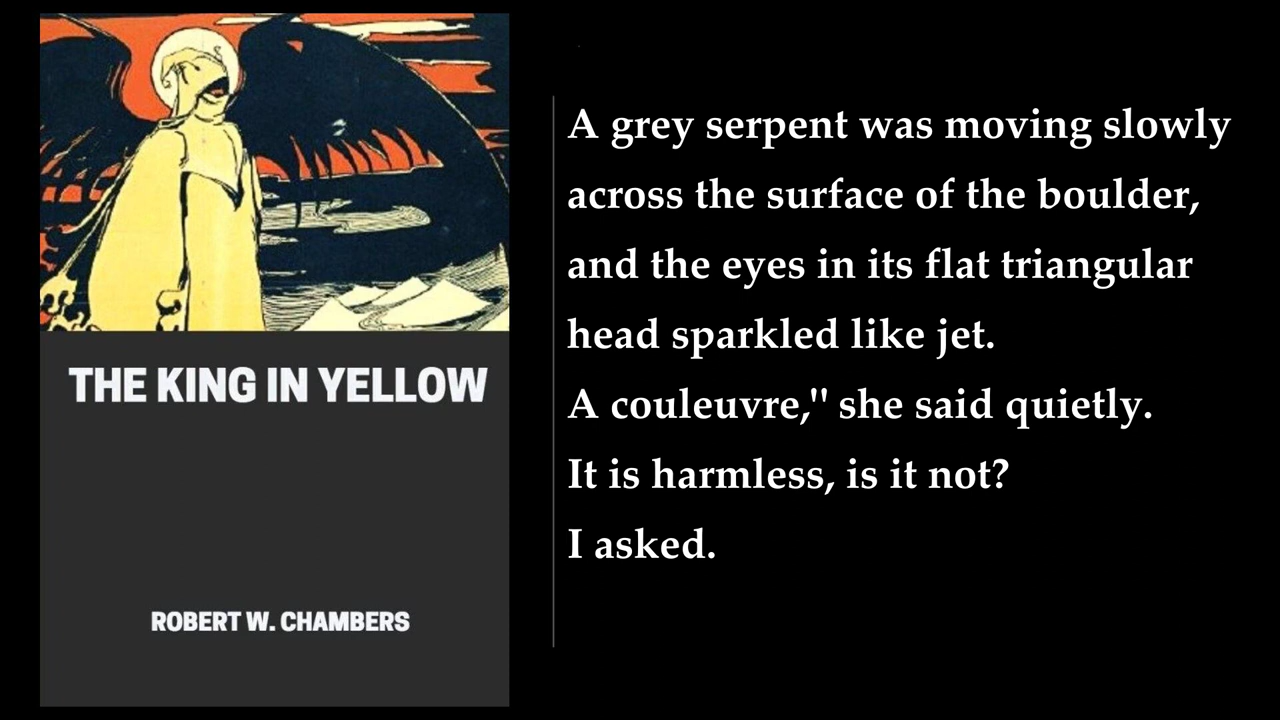 THE KING IN YELLOW
ROBERT W. CHAMBERS
A grey serpent was moving slowly
across the surface of the boulder,
and the eyes in its flat triangular
head sparkled like jet.
A couleuvre," she said quietly.
It is harmless, is it not?
I asked.